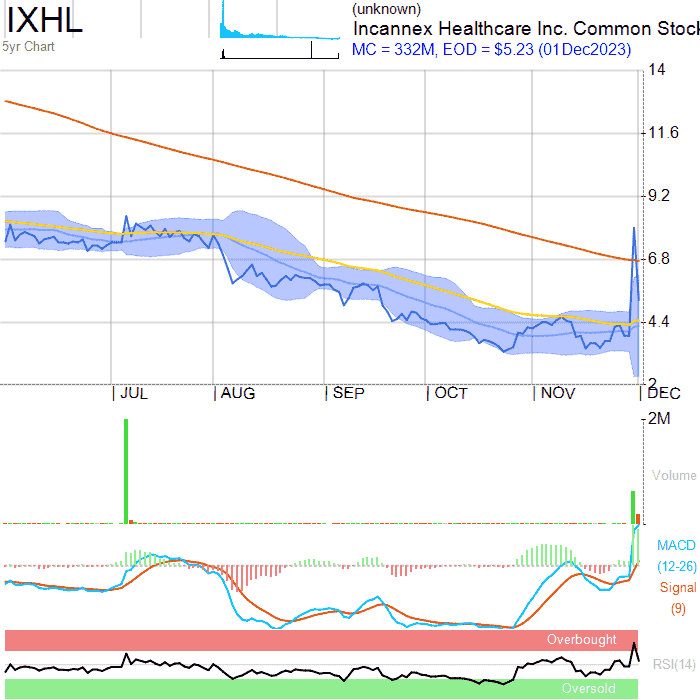 IXHL
5yr Chart
(unknown)
Incannex Healthcare Inc. Common Stock
MC = 332M, EOD = $5.23 (01Dec2023)
14
11.6
9.2
6.8
4.4
2
JUL AUG SEP OCT NOV DEC
2M
Volume
MACD
(12-26)
Signal
(9)
Overbought
RSI(14)
Oversold